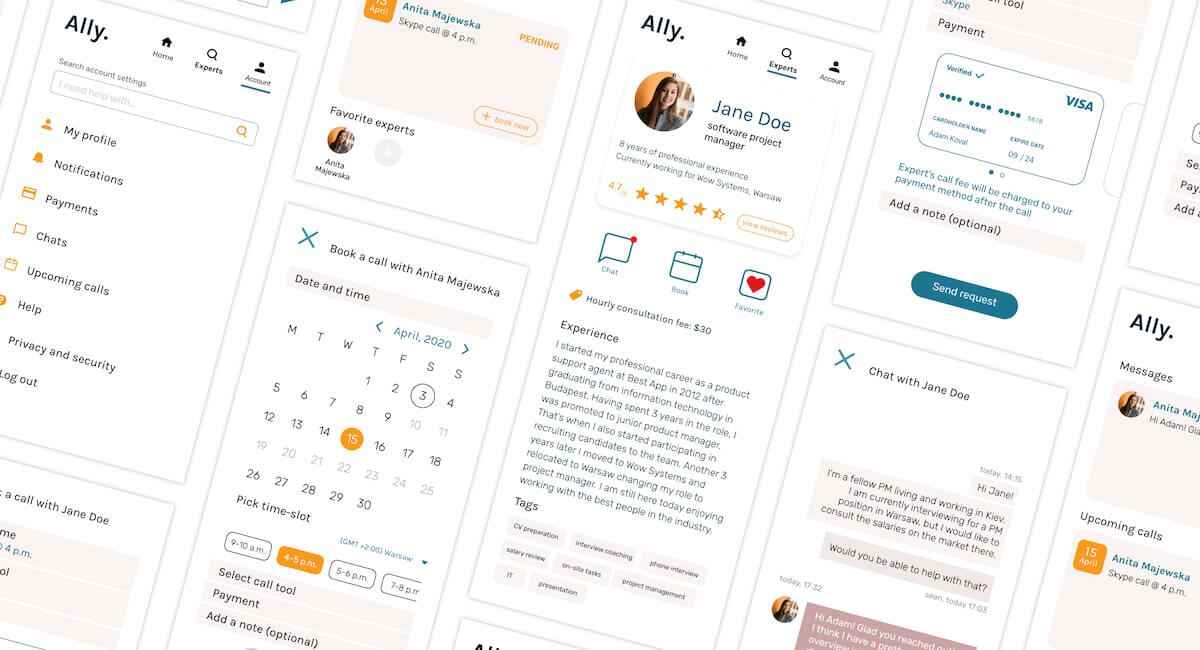 Ally.
Home
Experts
Account
Search account settings
I need help with...
My profile
Notifications
Payments
Chats
Upcoming calls
Help
Privacy and security
Log out
call with Jane Doe
4 p.m.
15
April
Anita Majewska
Skype call @ 4 p.m.
PENDING
+ book new
Favorite experts
Anita
Majewska
Book a call with Anita Majewska
Date and time
April, 2020
M T W T F S S
1 2 3 4
5 6 7 8 9 10 11
12 13 14 15 16 17 18
19 20 21 22 23 24 25
26 27 28 29 30
Pick time-slot
(GMT +2:00) Warsaw
9-10 a.m.
4-5 p.m.
5-6 p.m.
7-8 p.m
Select call tool
Payment
Add a note (optional)
Ally.
Home
Experts
Account
Jane Doe
software project
manager
8 years of professional experience
Currently working for Wow Systems, Warsaw
4.7/5
view reviews
Chat
Book
Favorite
Hourly consultation fee: $30
Experience
I started my professional career as a product
support agent at Best App in 2012 after
graduating from information technology in
Budapest. Having spent 3 years in the role, I
was promoted to junior product manager.
That's when I also started participating in
recruiting candidates to the team. Another 3
years later I moved to Wow Systems and
relocated to Warsaw changing my role to
project manager. I am still here today enjoying
working with the best people in the industry.
Tags
CV preparation
interview coaching
phone interview
salary review
on-site tasks
project management
IT
presentation
tool
Skype
Payment
Verified
VISA
5678
CARDHOLDER NAME
Adam Koval
EXPIRE DATE
09 / 24
Expert's call fee will be charged to your
payment method after the call
Add a note (optional)
Send request
Chat with Jane Doe
today, 14:15
Hi Jane!
I'm a fellow PM living and working in Kiev.
I am currently interviewing for a PM
position in Warsaw, but I would like to
consult the salaries on the market there.
Would you be able to help with that?
seen, today 17:03
today, 17:32
Hi Adam! Glad you reached
I think I have a pretty
overview
Add a
Ally.
Messages
Anita
Hi Adam! Glad
Upcoming calls
15
April
Anita Majewska
Skype call @ 4 p.m.